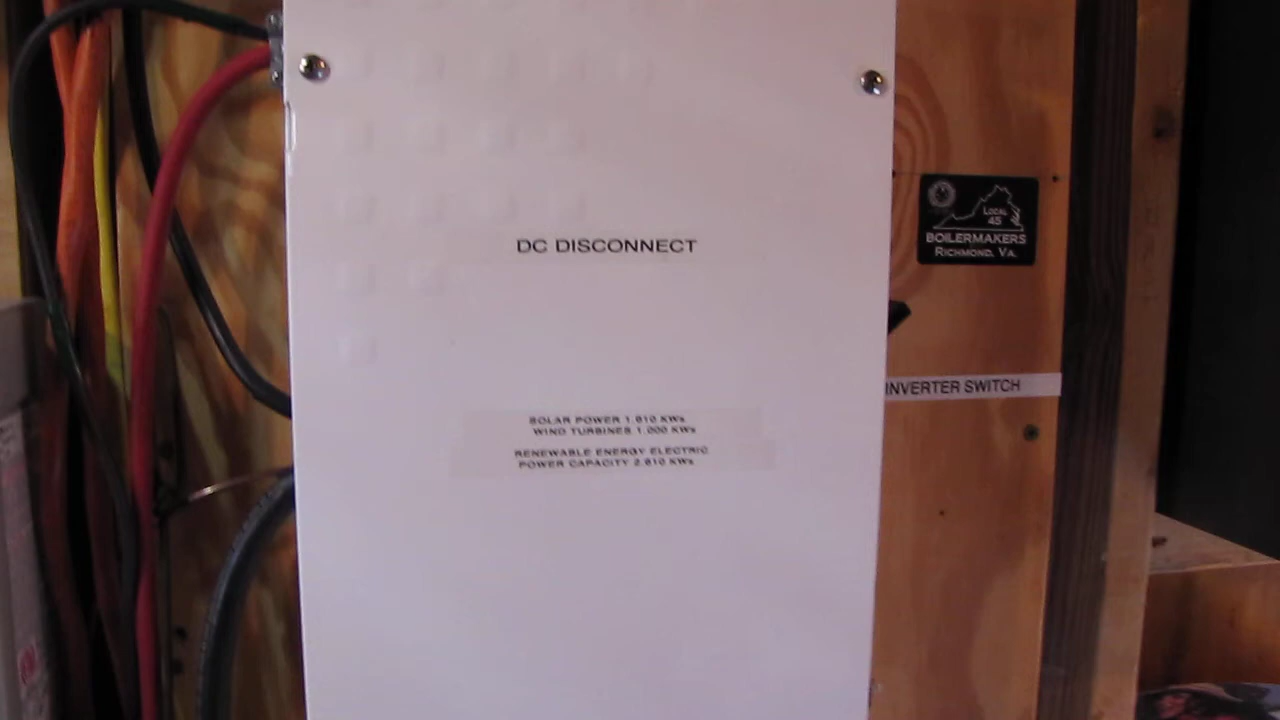 DC DISCONNECT
SOLAR POWER 1.810 KWs
WIND TURBINES 1.000 KWs
RENEWABLE ENERGY ELECTRIC
POWER CAPACITY 2.810 KWs
LOCAL
45
BOILERMAKERS
RICHMOND, VA.
INVERTER SWITCH